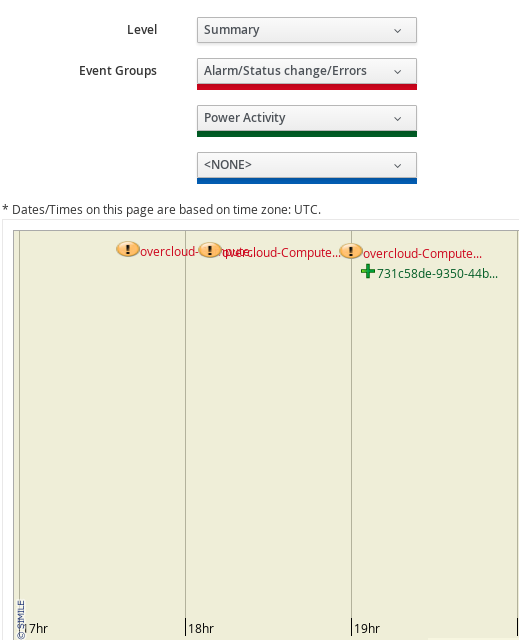 Level
Summary
Event Groups
Alarm/Status change/Errors
Power Activity
<NONE>
* Dates/Times on this page are based on time zone: UTC.
overcloud-
overcloud-Compute...
overcloud-Compute...
731c58de-9350-44b...
© SIMILE
17hr
18hr
19hr